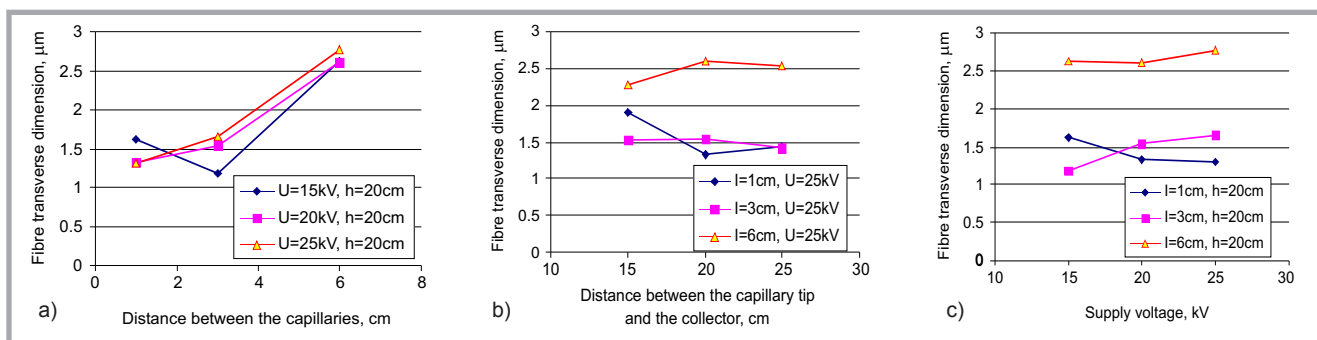 Fibre transverse dimension, µm
3
2.5
2
1.5
1
0.5
0
U=15kV, h=20cm
U=20kV, h=20cm
U=25kV, h=20cm
0 2 4 6 8
a)
Distance between the capillaries, cm
Fibre transverse dimension, µm
3
2.5
2
1.5
1
0.5
0
I=1cm, U=25kV
I=3cm, U=25kV
I=6cm, U=25kV
10 15 20 25 30
b)
Distance between the capillary tip
and the collector, cm
Fibre transverse dimension, µm
3
2.5
2
1.5
1
0.5
0
I=1cm, h=20cm
I=3cm, h=20cm
I=6cm, h=20cm
10 15 20 25 30
c)
Supply voltage, kV